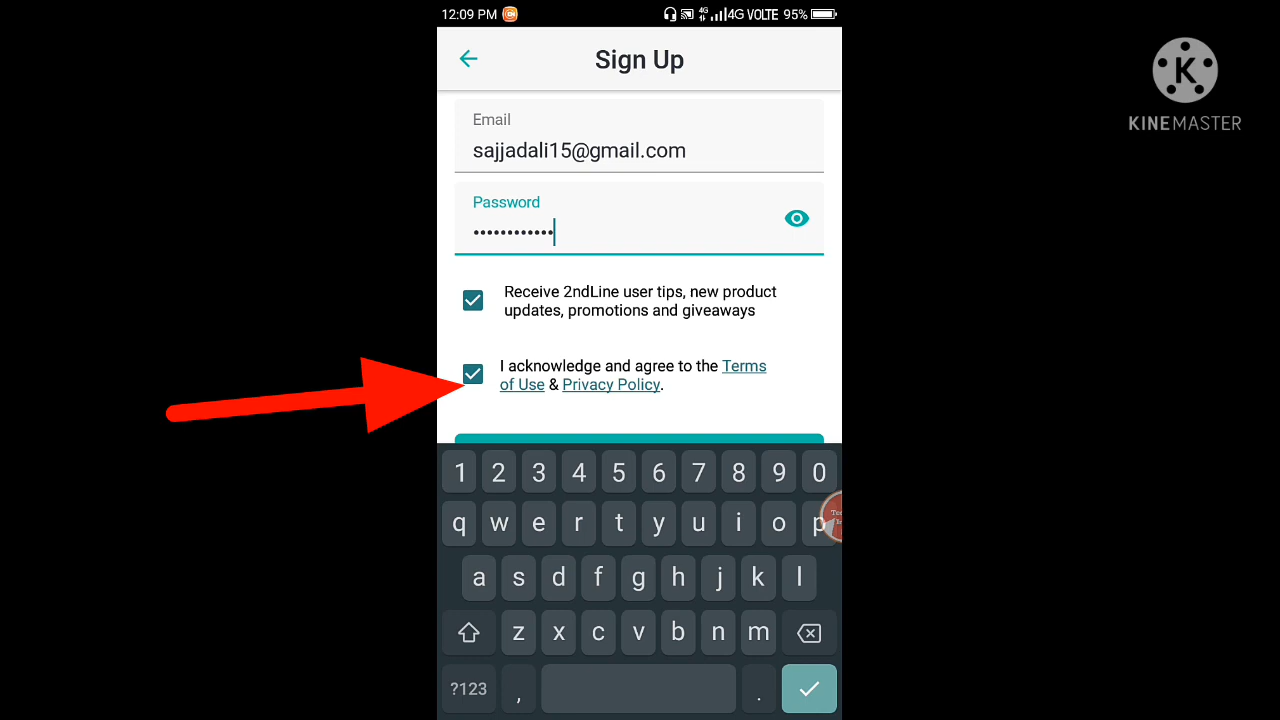 12:09 PM 4G 4G VOLTE 95%
K
KINEMASTER
Sign Up
Email
sajjadali15@gmail.com
Password
••••••••••••
Receive 2ndLine user tips, new product
updates, promotions and giveaways
I acknowledge and agree to the Terms
of Use & Privacy Policy.
1 2 3 4 5 6 7 8 9 0
q w e r t y u i o p
a s d f g h j k l
z x c v b n m
?123 , .